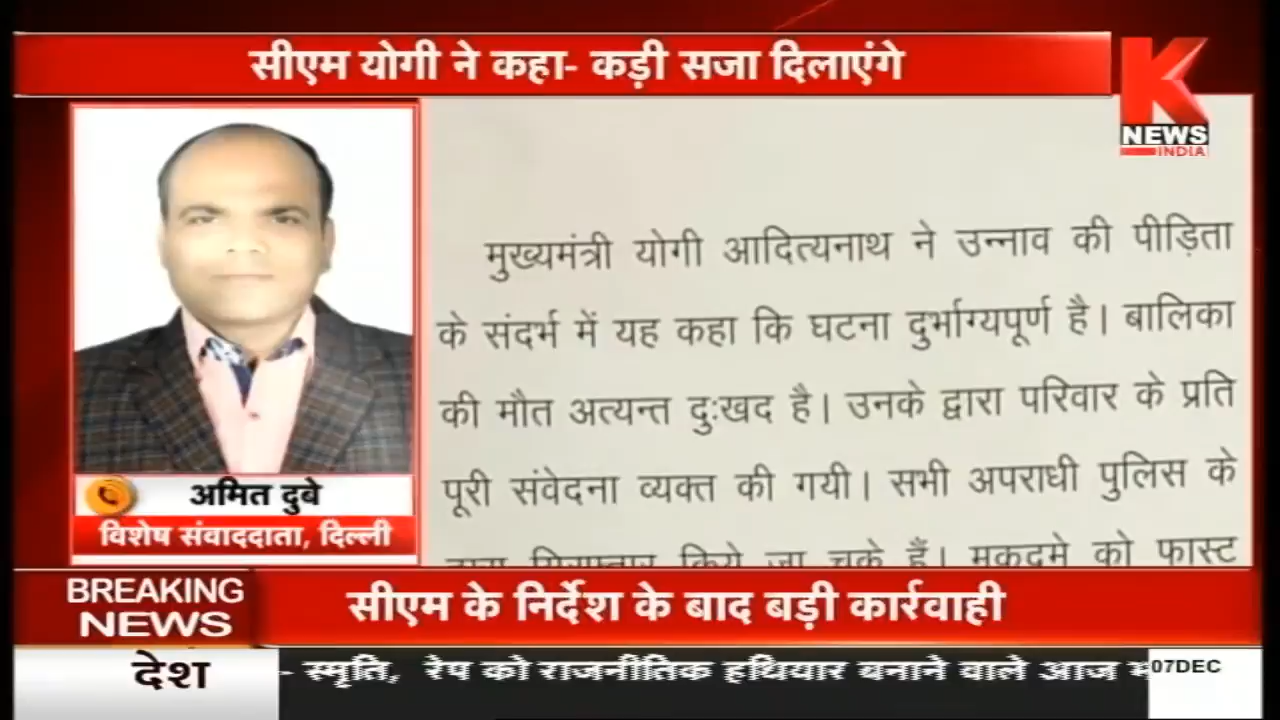 सीएम योगी ने कहा- कड़ी सजा दिलाएंगे
K
NEWS
INDIA
मुख्यमंत्री योगी आदित्यनाथ ने उन्नाव की पीड़िता
के संदर्भ में यह कहा कि घटना दुर्भाग्यपूर्ण है। बालिका
की मौत अत्यन्त दुःखद है। उनके द्वारा परिवार के प्रति
पूरी संवेदना व्यक्त की गयी। सभी अपराधी पुलिस के
द्वारा गिरफ्तार किये जा चुके हैं। मुकदमे को फास्ट
अमित दुबे
विशेष संवाददाता, दिल्ली
BREAKING
NEWS
सीएम के निर्देश के बाद बड़ी कार्रवाही
देश
- स्मृति, रेप को राजनीतिक हथियार बनाने वाले आज
07DEC